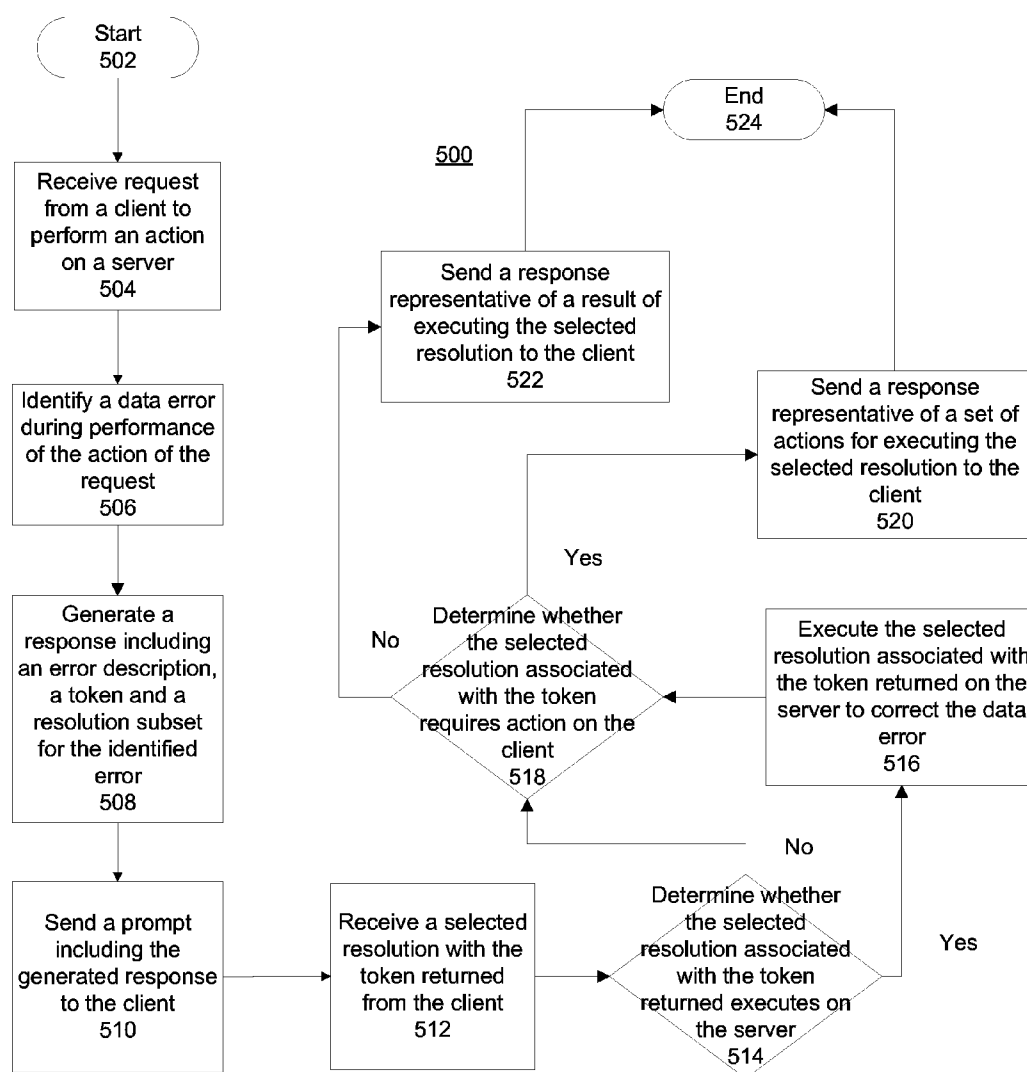 Start
502
Receive request
from a client to
perform an action
on a server
504
Identify a data error
during performance
of the action of the
request
506
Generate a
response including
an error description,
a token and a
resolution subset
for the identified
error
508
Send a prompt
including the
generated response
to the client
510
Receive a selected
resolution with the
token returned
from the client
512
Determine whether
the selected
resolution associated
with the token
returned executes on
the server
514
Yes
No
Execute the selected
resolution associated with
the token returned on the
server to correct the data
error
516
Determine whether
the selected
resolution associated
with the token
requires action on the
client
518
Yes
No
Send a response
representative of a set of
actions for executing the
selected resolution to the
client
520
Send a response
representative of a result of
executing the selected
resolution to the client
522
500
End
524